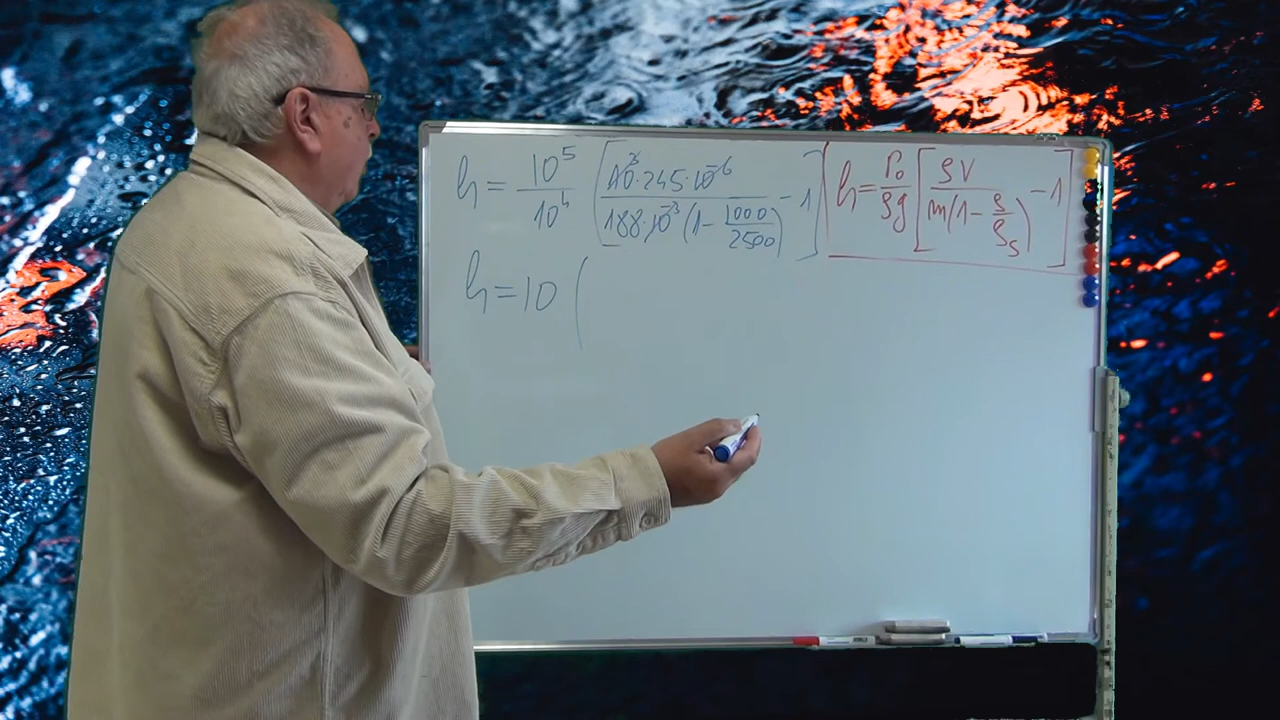 h = 10⁵/10⁴ [10³·245·10⁻⁶ / 188·10⁻³(1 - 1000/2500) - 1]
h = P₀/ρg [ρV / m(1 - ρ/ρₛ) - 1]
h = 10 (